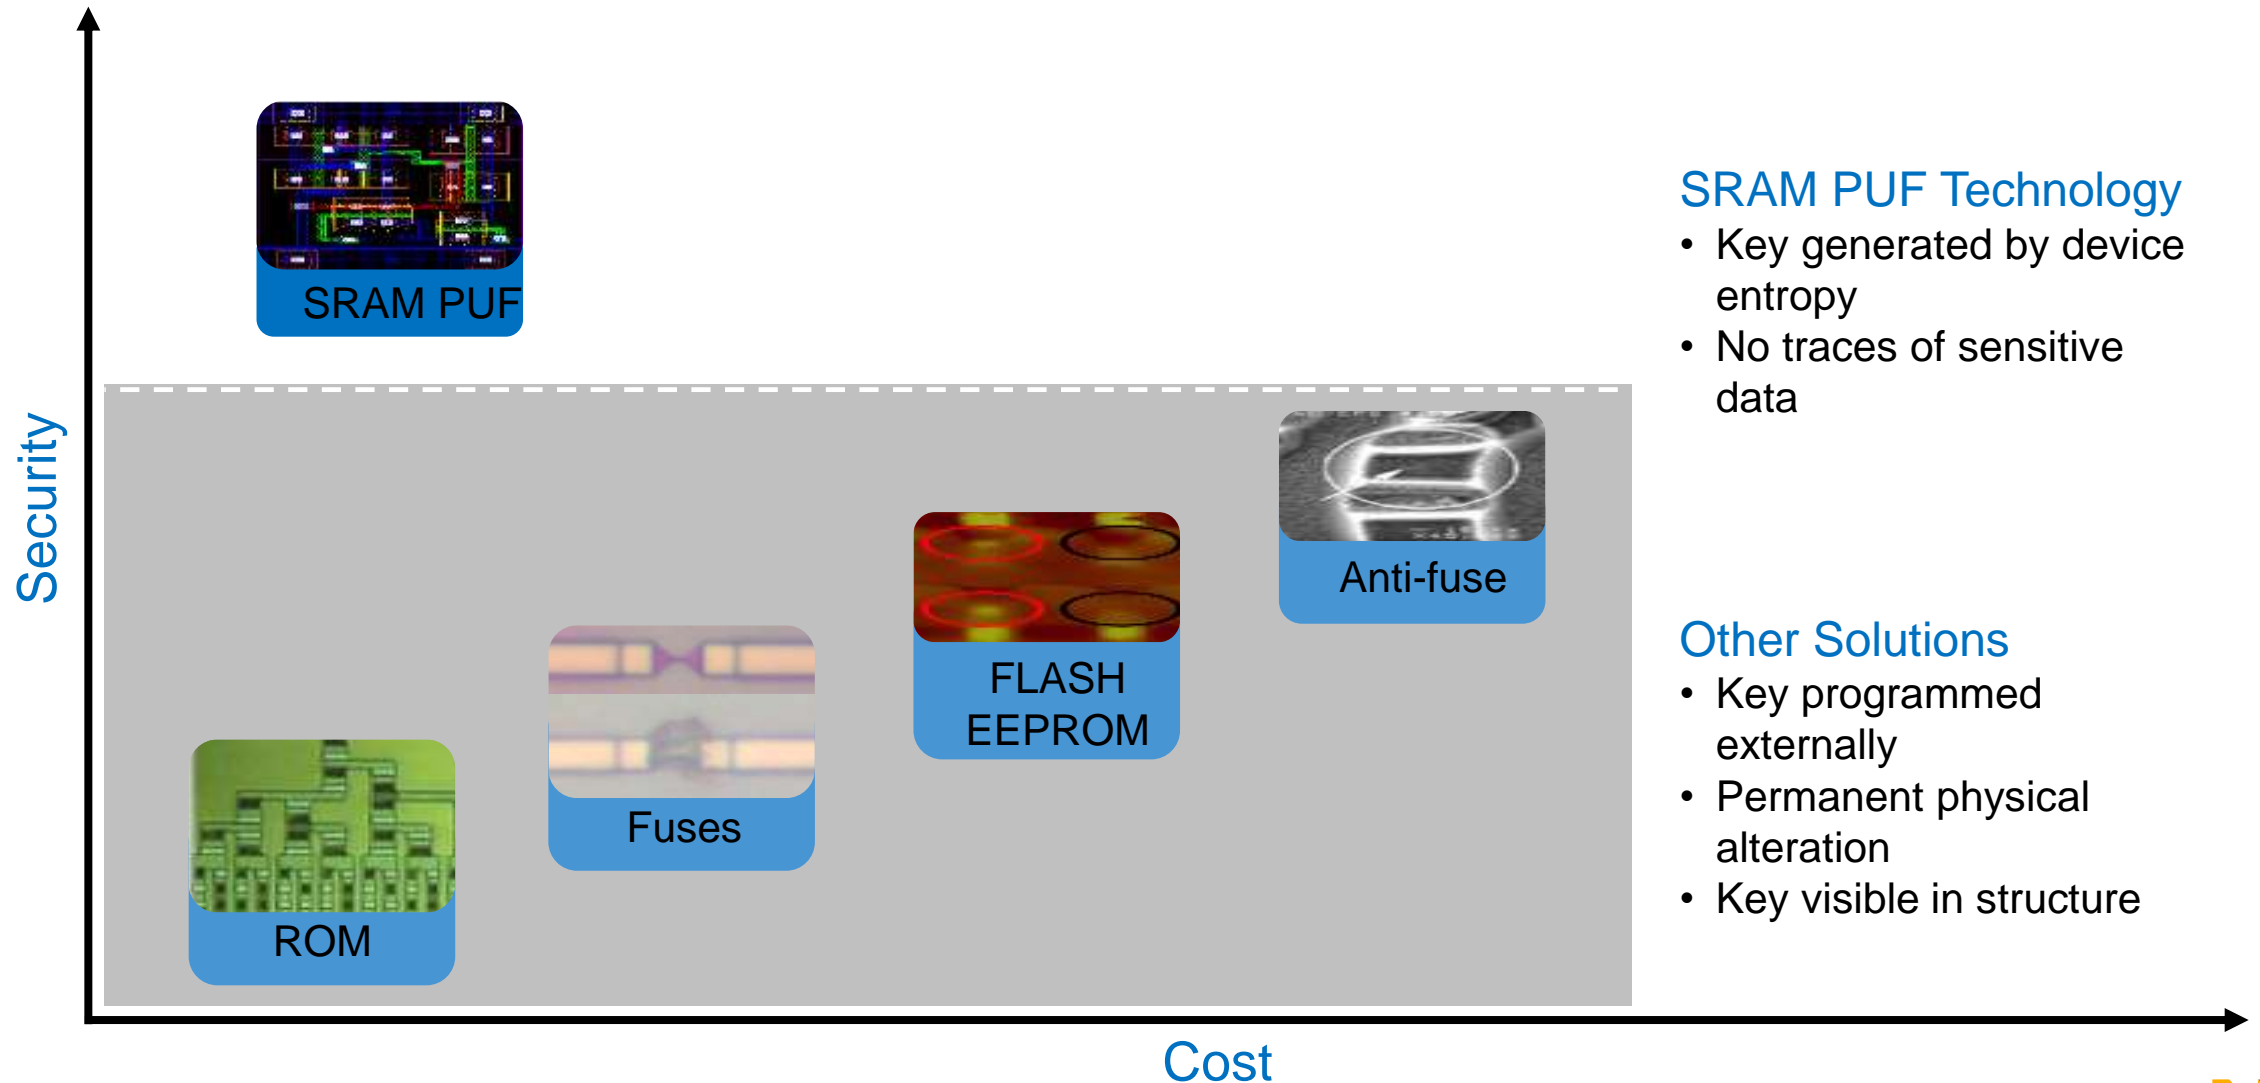 SRAM PUF
SRAM PUF Technology
• Key generated by device
entropy
• No traces of sensitive
data
Security
Anti-fuse
FLASH
EEPROM
Fuses
ROM
Other Solutions
• Key programmed
externally
• Permanent physical
alteration
• Key visible in structure
Cost